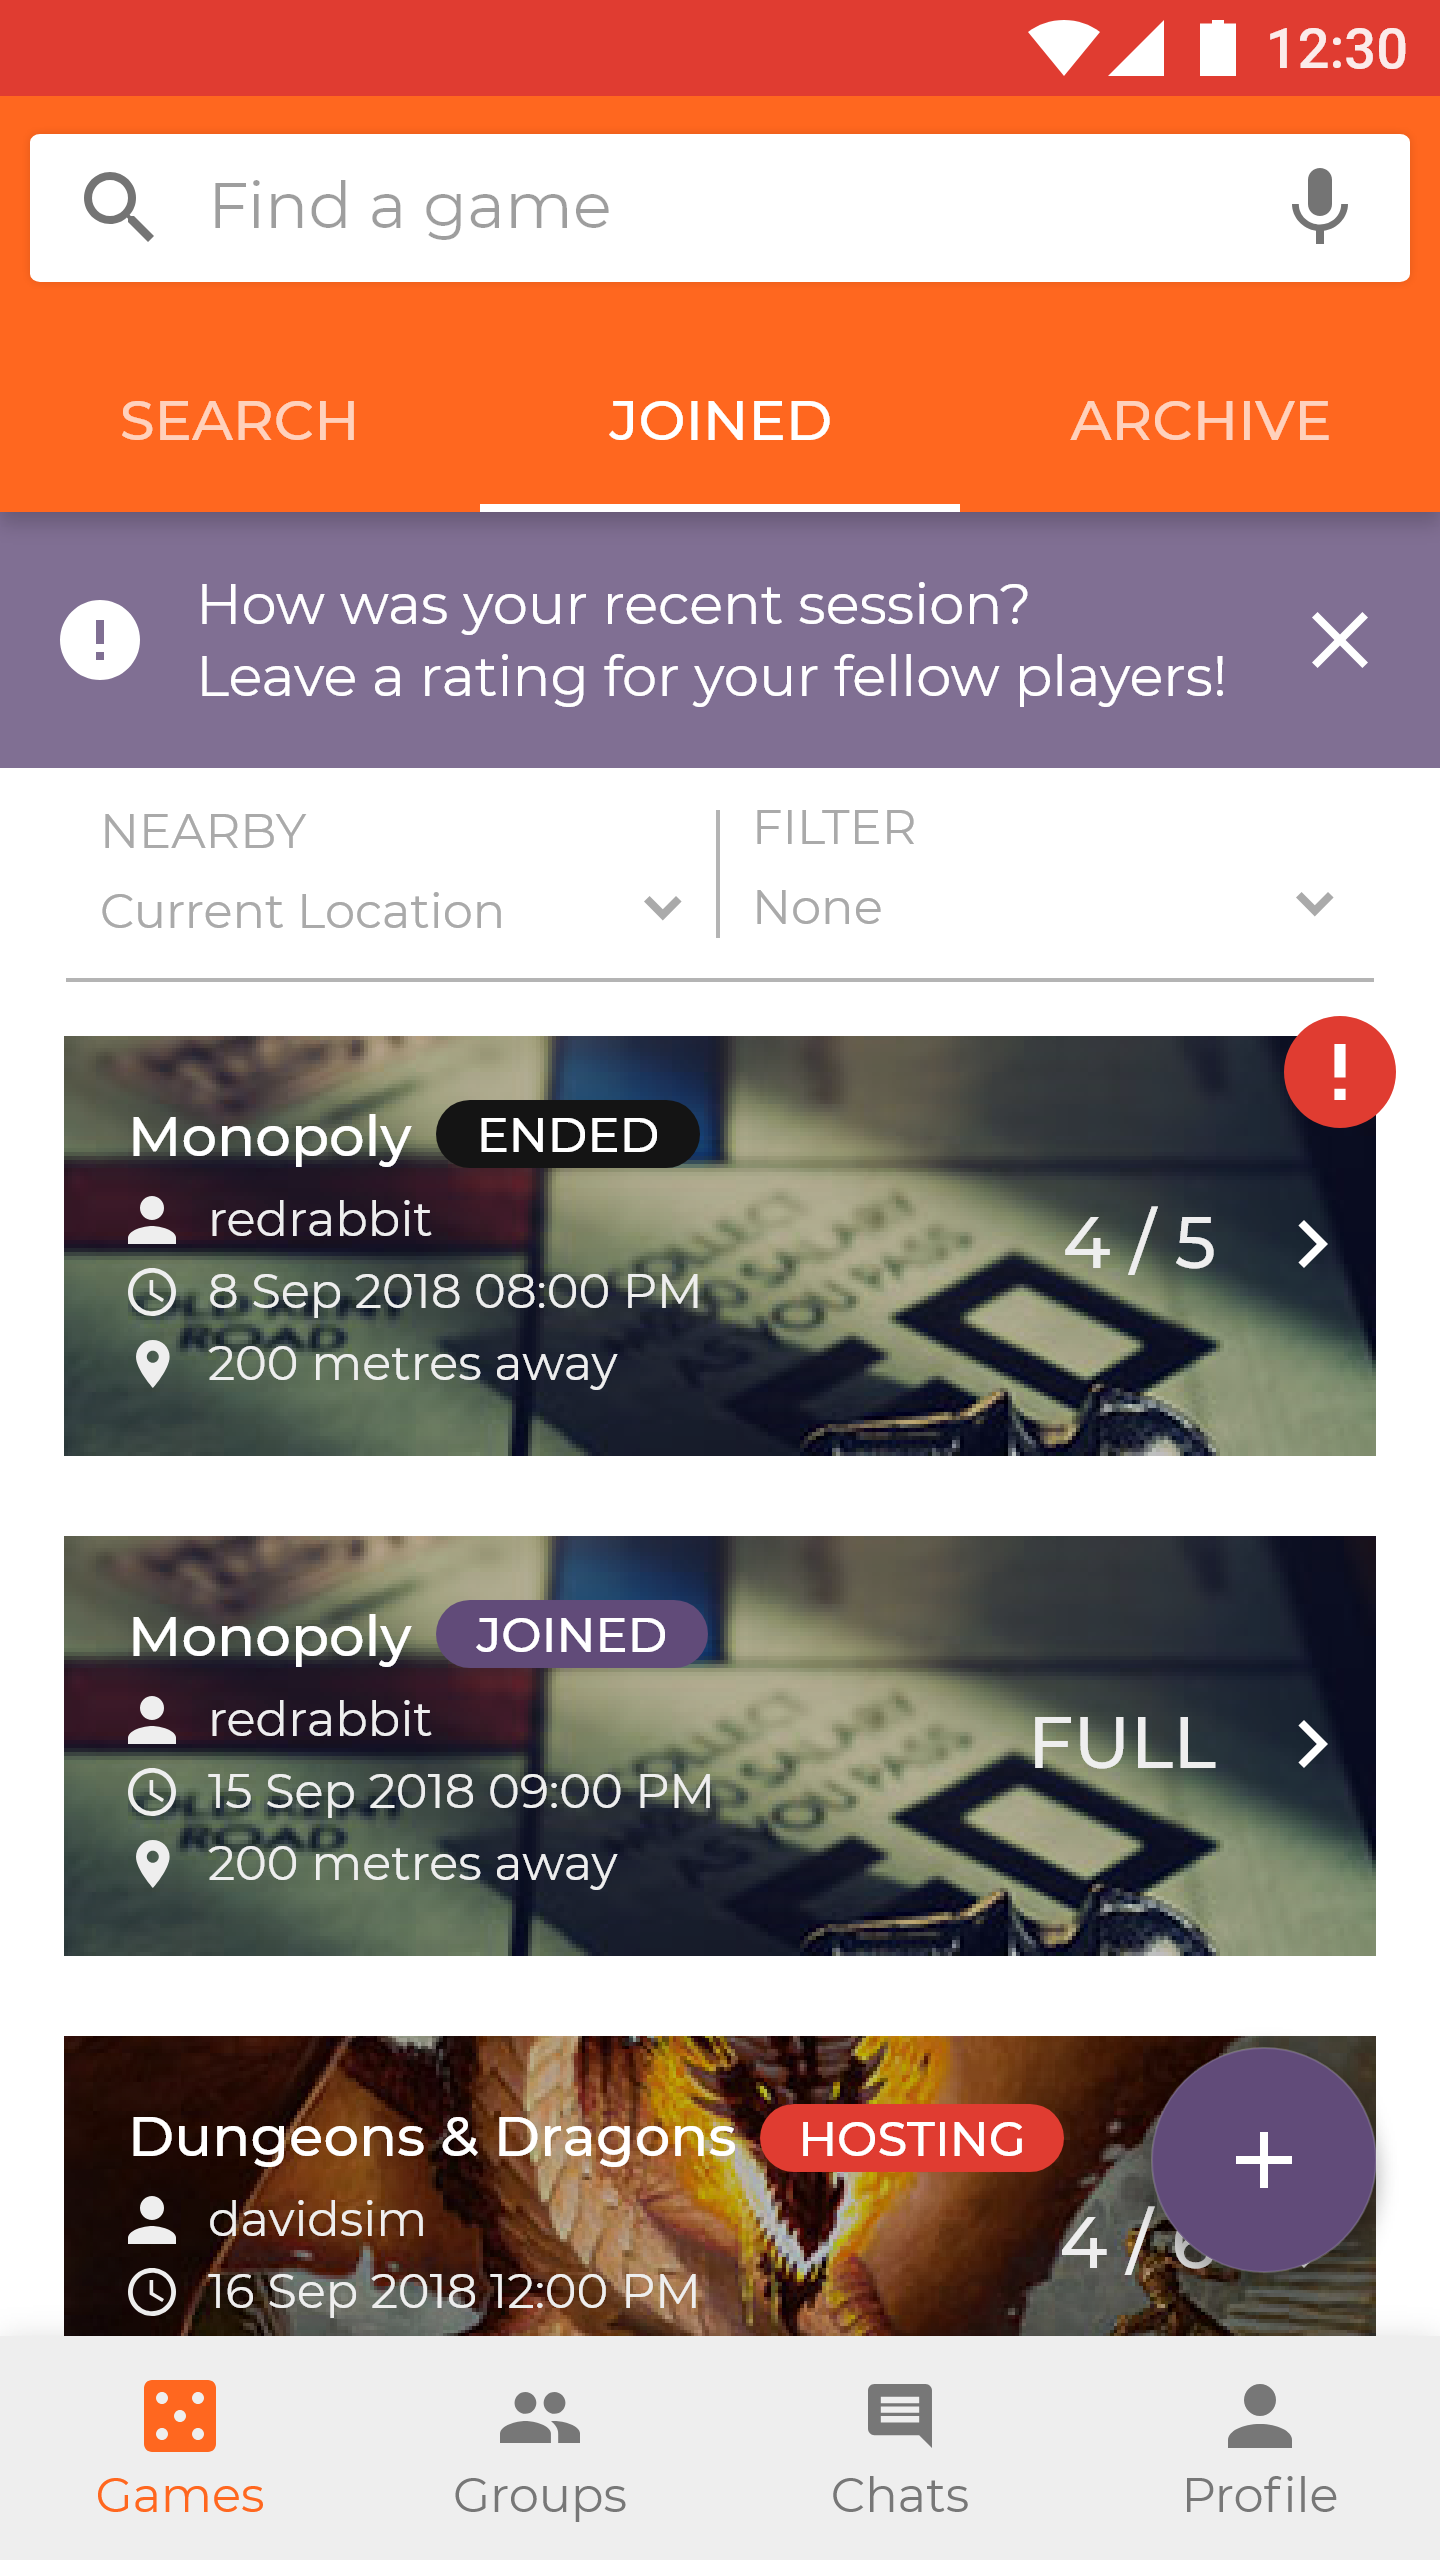 12:30
Find a game
SEARCH
JOINED
ARCHIVE
How was your recent session?
Leave a rating for your fellow players!
NEARBY
FILTER
Current Location
None
Monopoly
ENDED
redrabbit
4 / 5
8 Sep 2018 08:00 PM
ROAD
200 metres away
Monopoly
JOINED
redrabbit
FULL
15 Sep 2018 09:00 PM
ROAD
200 metres away
Dungeons & Dragons
HOSTING
davidsim
4 / 6
16 Sep 2018 12:00 PM
Games
Groups
Chats
Profile